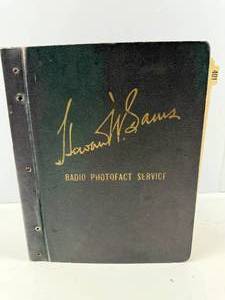 Howard W. Sams
RADIO PHOTOFACT SERVICE